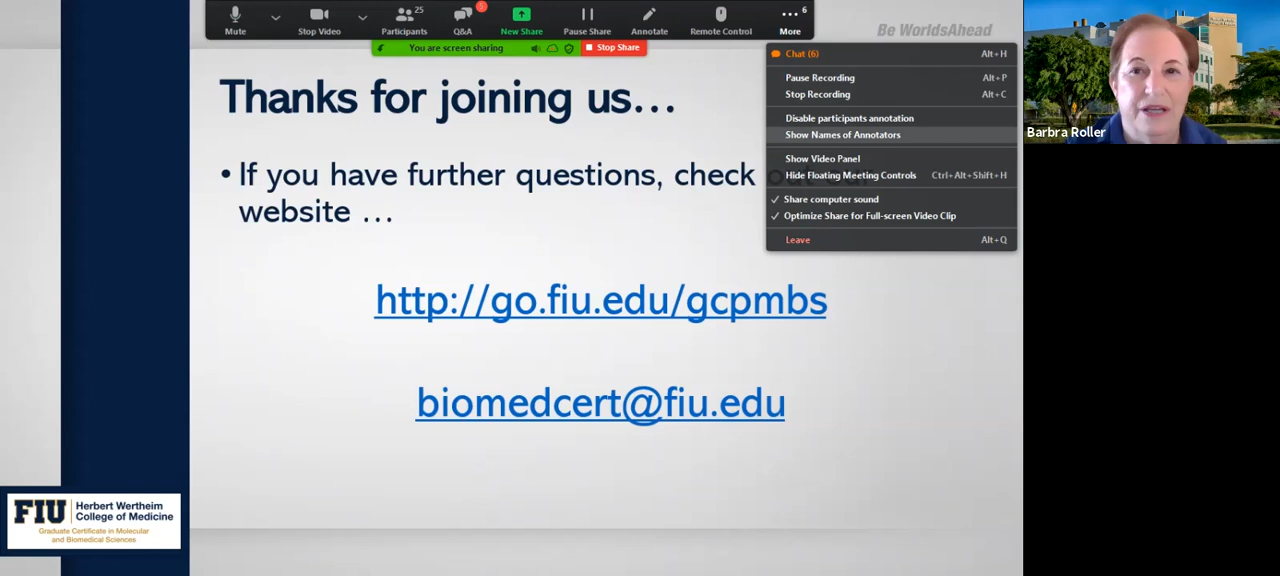 25
5
6
Mute
Stop Video
Participants
Q&A
New Share
Pause Share
Annotate
Remote Control
More
Be WorldsAhead
You are screen sharing
Stop Share
Chat (6) Alt+H
Pause Recording Alt+P
Stop Recording Alt+C
Disable participants annotation
Show Names of Annotators
Show Video Panel
Hide Floating Meeting Controls Ctrl+Alt+Shift+H
Share computer sound
Optimize Share for Full-screen Video Clip
Leave Alt+Q
Barbra Roller
Thanks for joining us…
• If you have further questions, check out our
website …
http://go.fiu.edu/gcpmbs
biomedcert@fiu.edu
FIU Herbert Wertheim
College of Medicine
Graduate Certificate in Molecular
and Biomedical Sciences